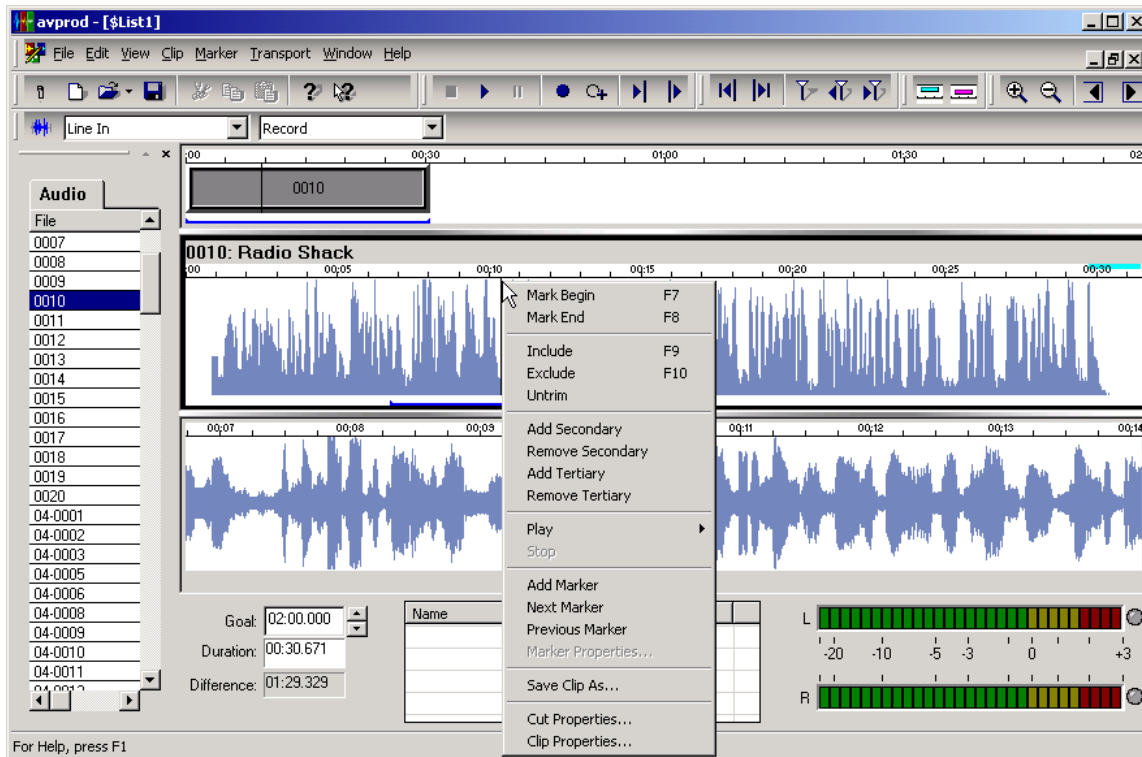 avprod - [$List1]
File Edit View Clip Marker Transport Window Help
Line In Record
:00 00;30 01;00 01;30 02
0010
Audio
File
0007
0008
0009
0010
0011
0012
0013
0014
0015
0016
0017
0018
0019
0020
04-0001
04-0002
04-0003
04-0005
04-0006
04-0008
04-0009
04-0010
04-0011
04-0012
0010: Radio Shack
:00 00;05 00;10 00;15 00;20 00;25 00;30
Mark Begin F7
Mark End F8
Include F9
Exclude F10
Untrim
Add Secondary
Remove Secondary
Add Tertiary
Remove Tertiary
Play
Stop
Add Marker
Next Marker
Previous Marker
Marker Properties...
Save Clip As...
Cut Properties...
Clip Properties...
00;07 00;08 00;09 00;11 00;12 00;13 00;14
Goal: 02:00.000
Duration: 00:30.671
Difference: 01:29.329
Name
L
-20 -10 -5 -3 0 +3
R
For Help, press F1